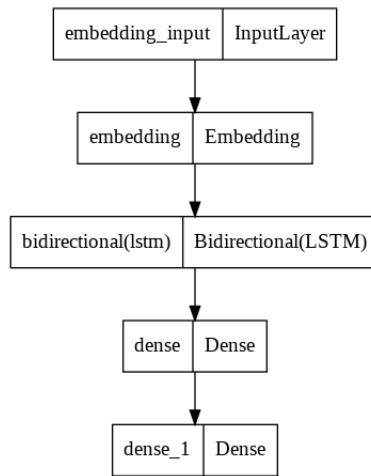 embedding_input InputLayer
embedding Embedding
bidirectional(lstm) Bidirectional(LSTM)
dense Dense
dense_1 Dense